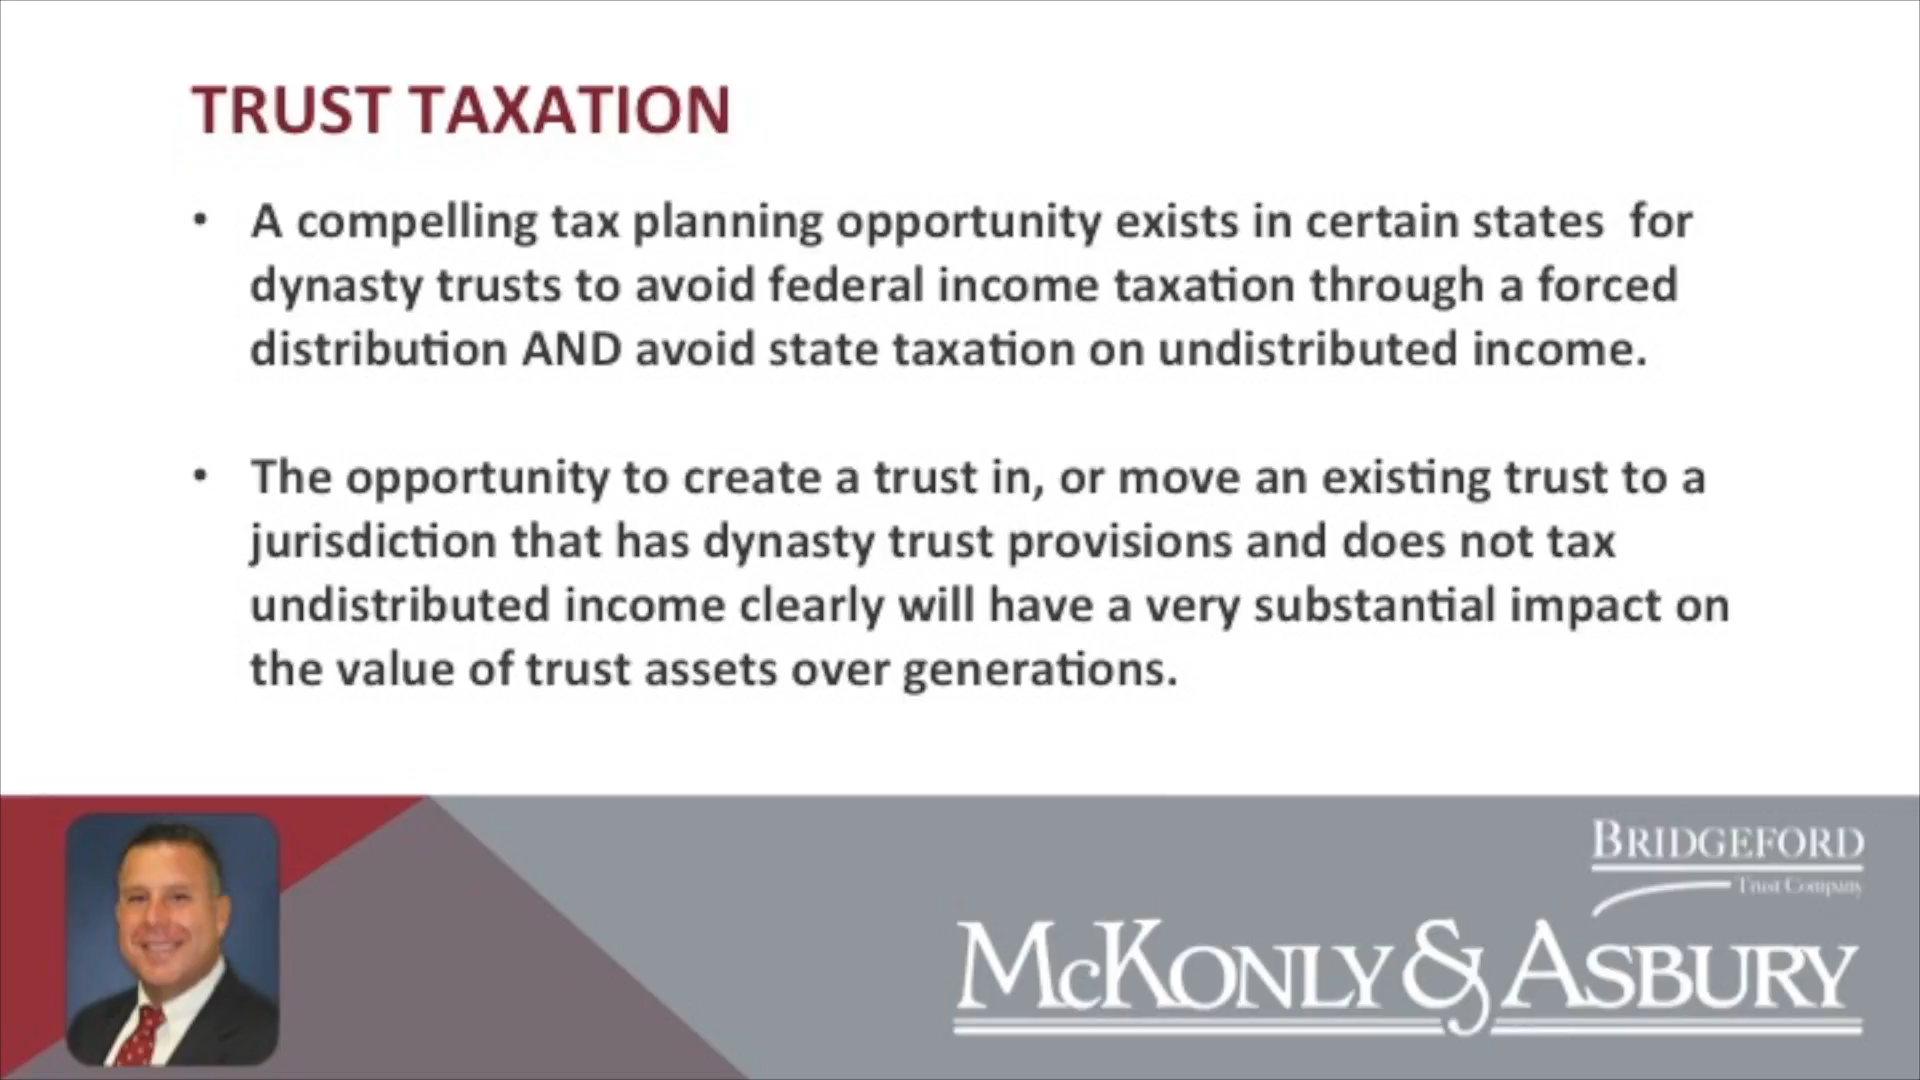 TRUST TAXATION
• A compelling tax planning opportunity exists in certain states for
dynasty trusts to avoid federal income taxation through a forced
distribution AND avoid state taxation on undistributed income.
• The opportunity to create a trust in, or move an existing trust to a
jurisdiction that has dynasty trust provisions and does not tax
undistributed income clearly will have a very substantial impact on
the value of trust assets over generations.
BRIDGEFORD
Trust Company
McKONLY & ASBURY